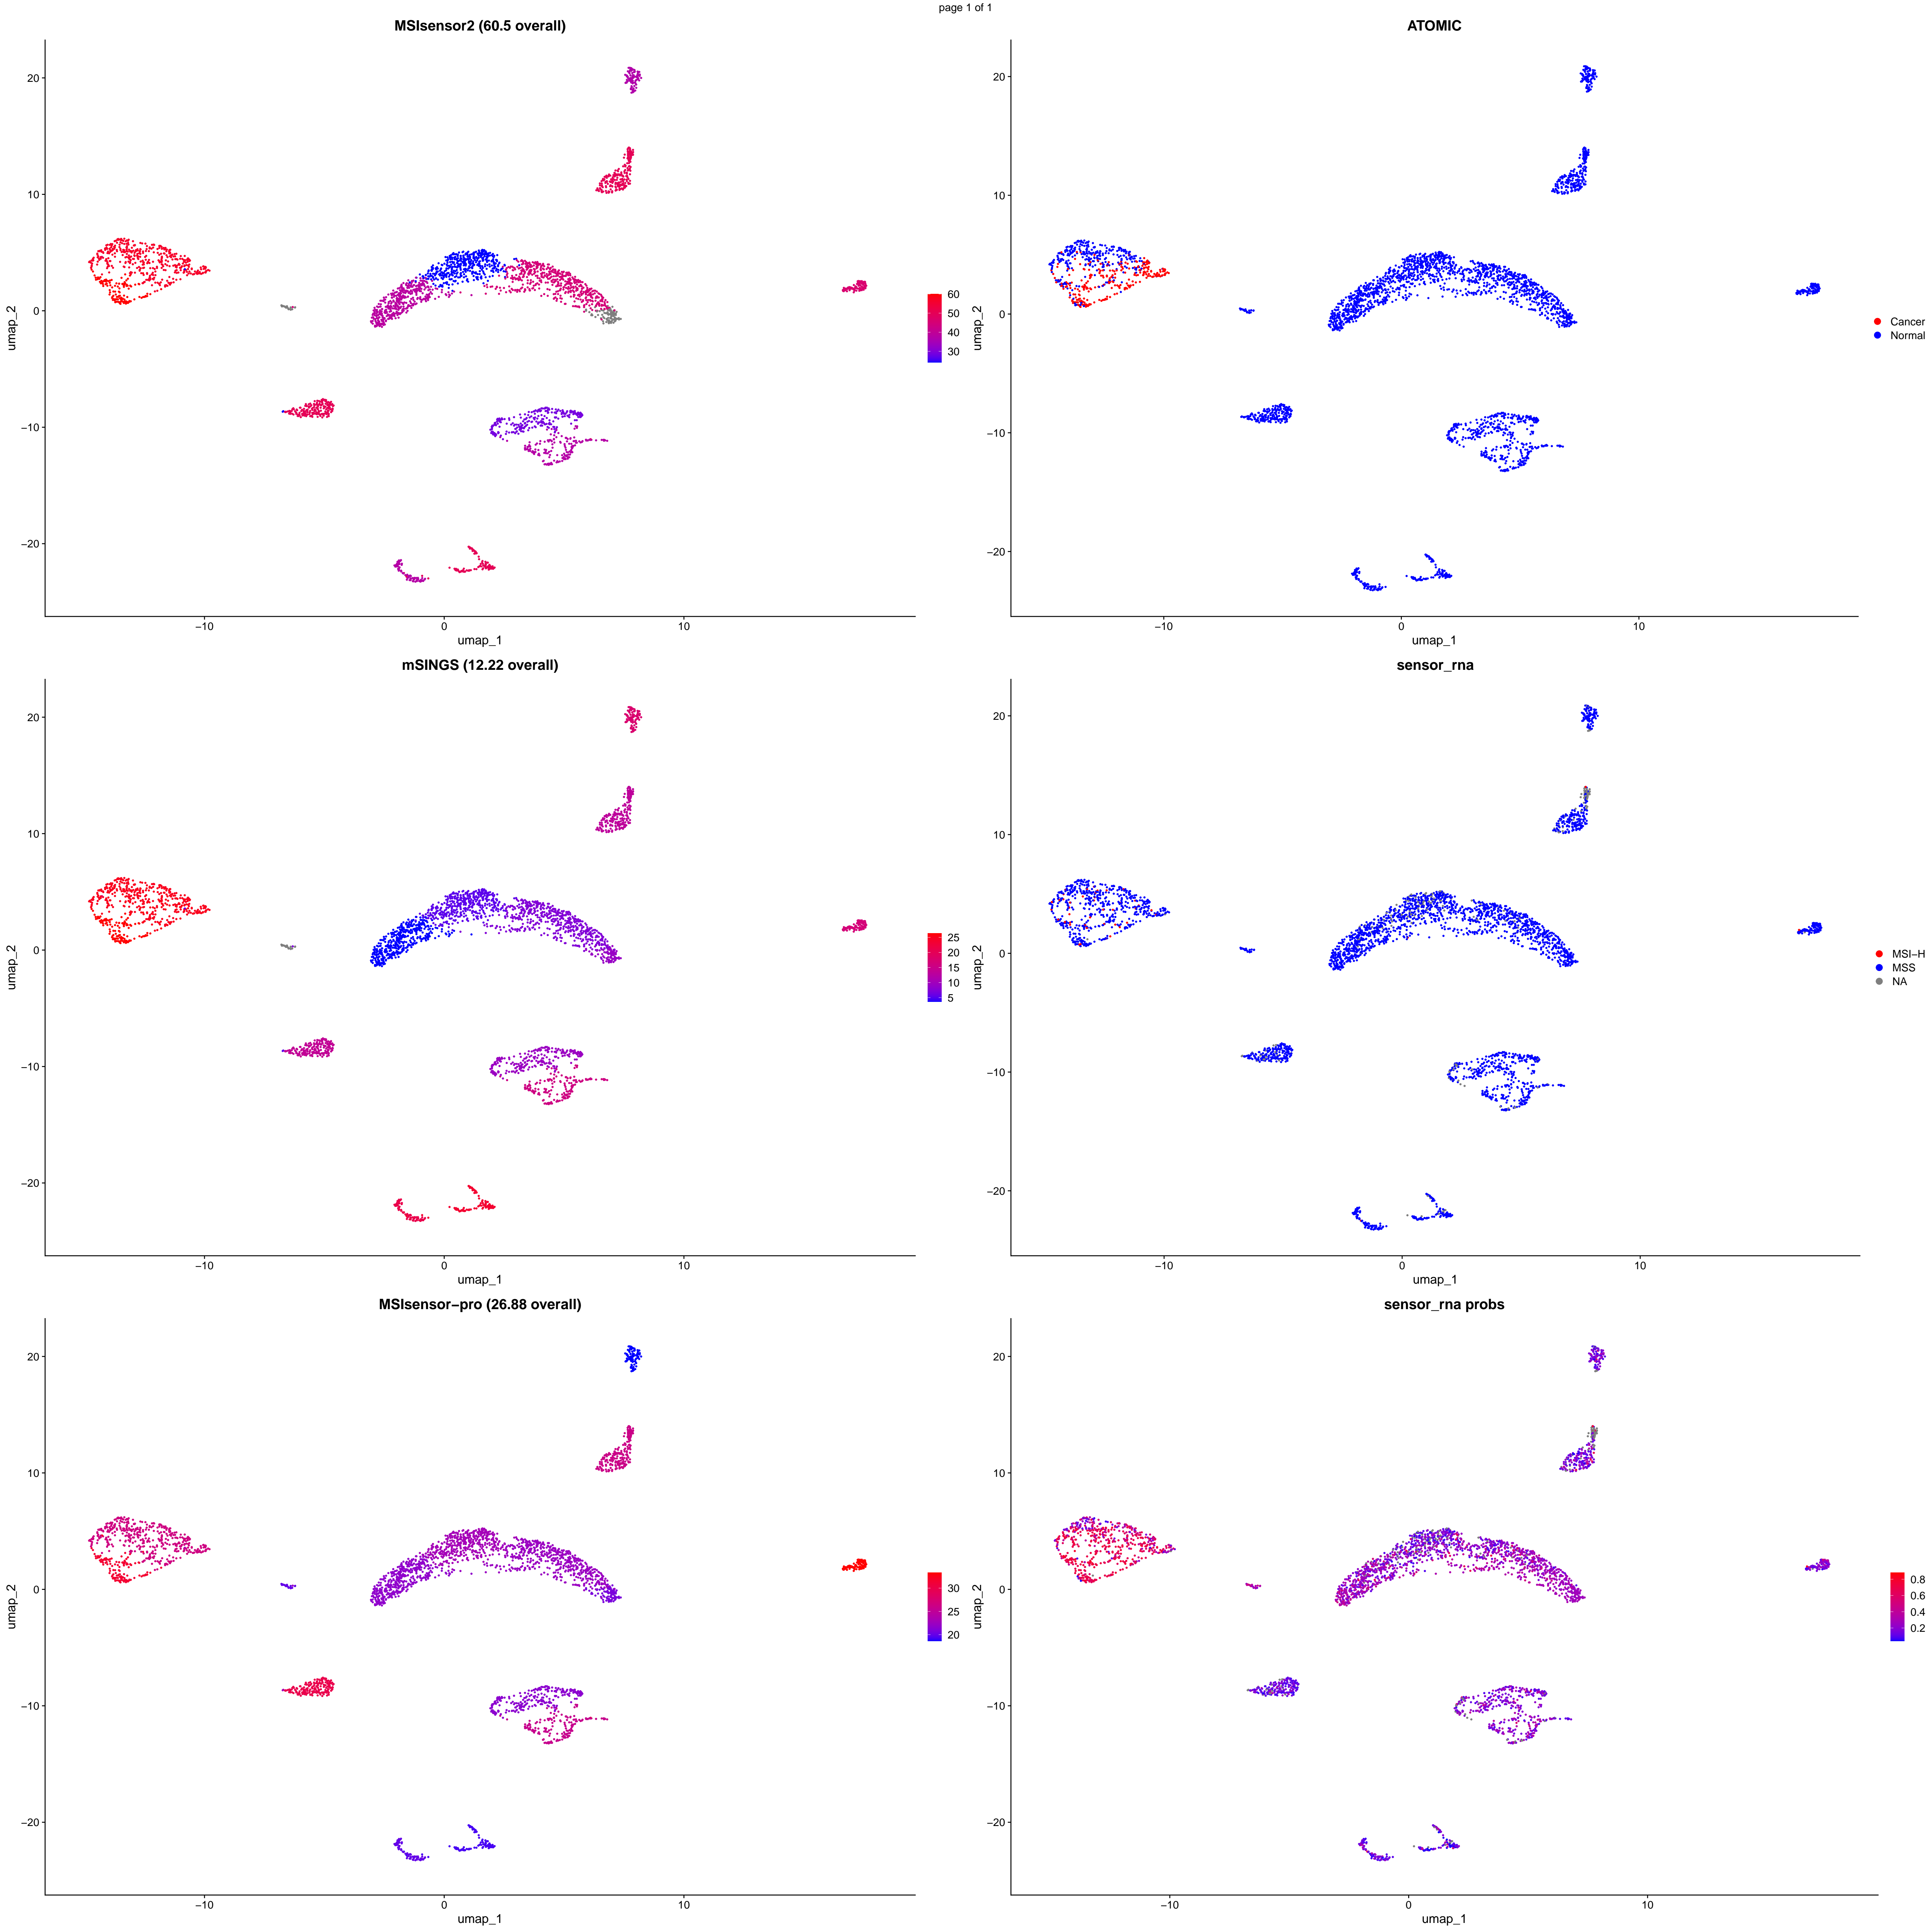 page 1 of 1
MSIsensor2 (60.5 overall)
umap_2
20
10
0
−10
−20
−10
0
10
umap_1
60
50
40
30
ATOMIC
umap_2
20
10
0
−10
−20
−10
0
10
umap_1
Cancer
Normal
mSINGS (12.22 overall)
umap_2
20
10
0
−10
−20
−10
0
10
umap_1
25
20
15
10
5
sensor_rna
umap_2
20
10
0
−10
−20
−10
0
10
umap_1
MSI−H
MSS
NA
MSIsensor−pro (26.88 overall)
umap_2
20
10
0
−10
−20
−10
0
10
umap_1
30
25
20
sensor_rna probs
umap_2
20
10
0
−10
−20
−10
0
10
umap_1
0.8
0.6
0.4
0.2